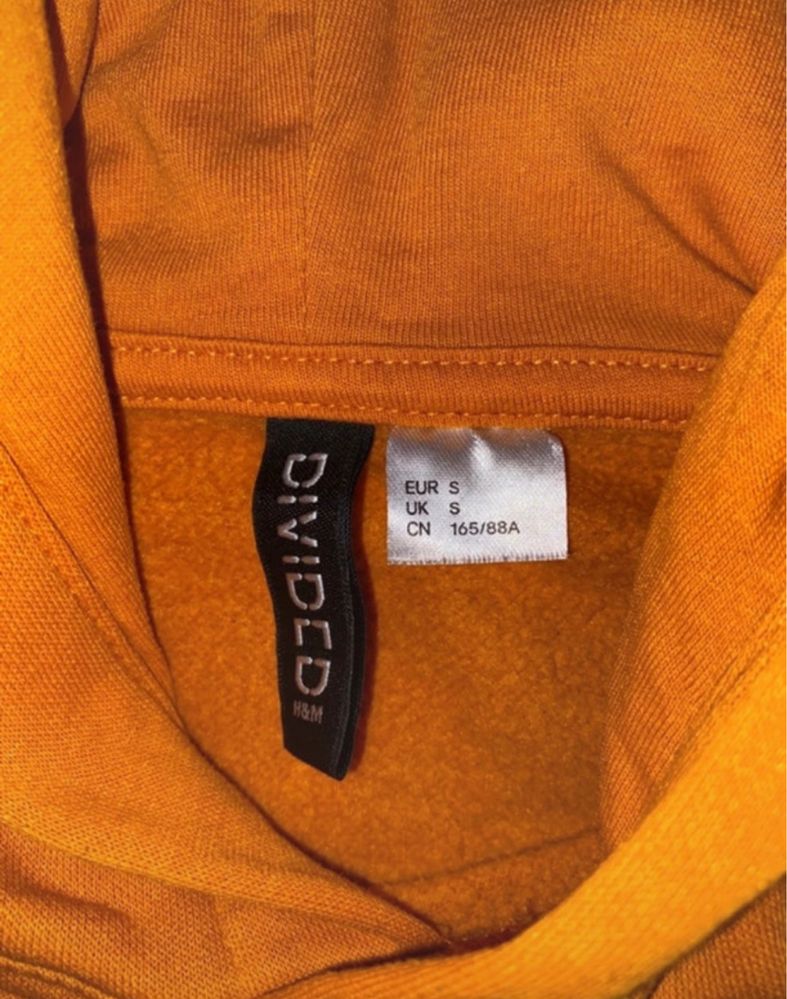 DIVIDED
H&M
EUR S
UK S
CN 165/88A